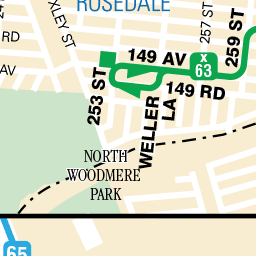 ROSEDALE
XLEY ST
257 ST
259 ST
RD
149 AV
X
63
AV
253 ST
149 RD
WELLER
LA
NORTH
WOODMERE
PARK
65